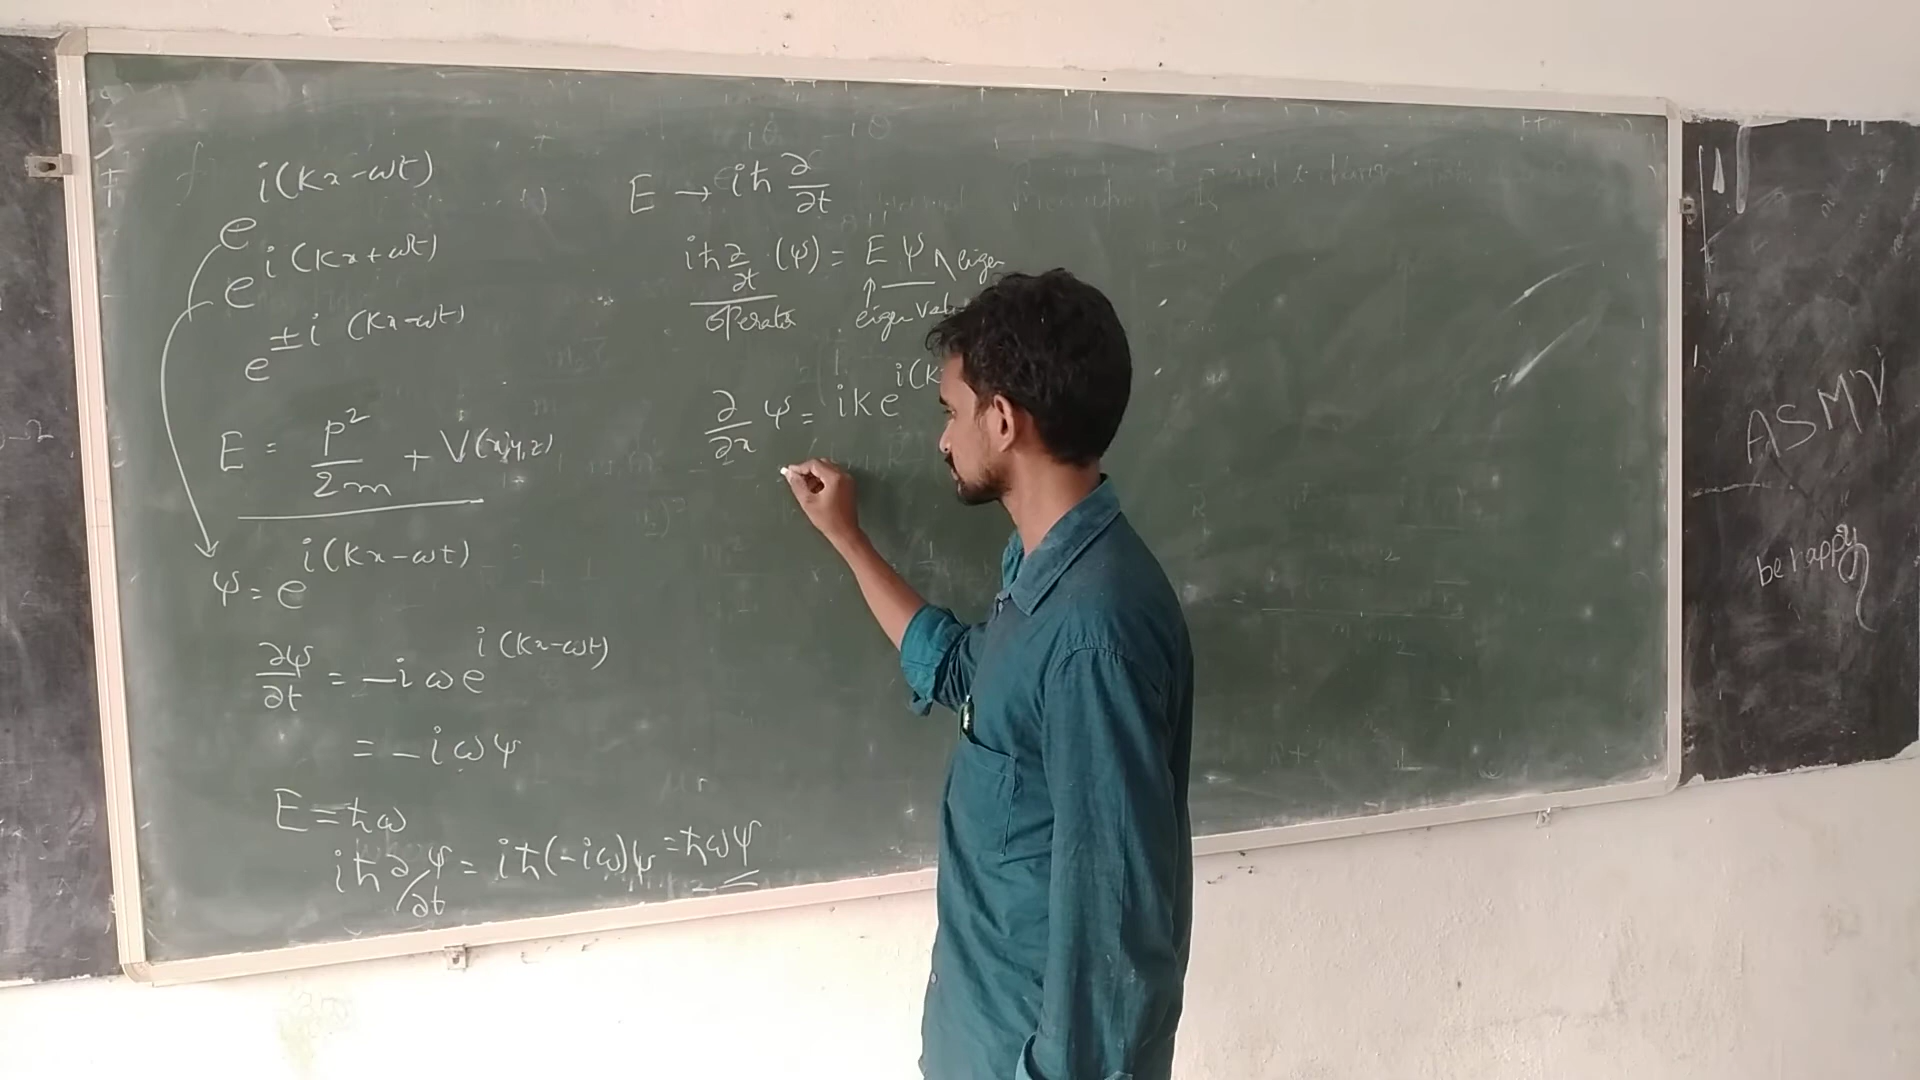 e^{i(kx-ωt)}
e^{i(kx+ωt)}
e^{±i(kx-ωt)}
E = p²/2m + V(x,y,z)
ψ = e^{i(kx-ωt)}
∂ψ/∂t = -iωe^{i(kx-ωt)}
= -iωψ
E = ℏω
iℏ ∂ψ/∂t = iℏ(-iω)ψ = ℏωψ
E → iℏ ∂/∂t
iℏ ∂/∂t (ψ) = E ψ eigen
operator
eigen
∂/∂x ψ = ike^{i(k
ASMV
be happy